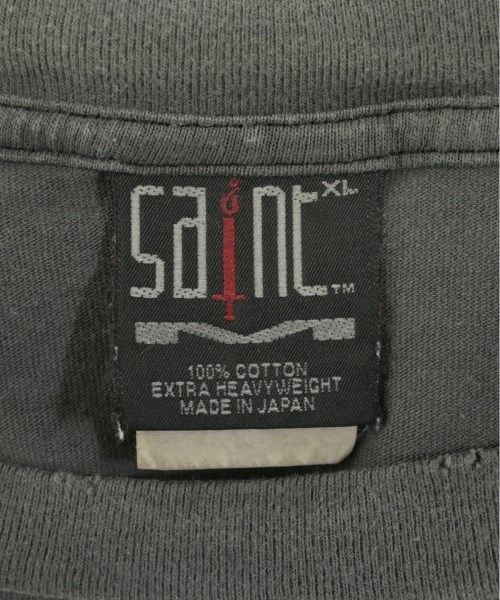 saint XL
TM
100% COTTON
EXTRA HEAVYWEIGHT
MADE IN JAPAN